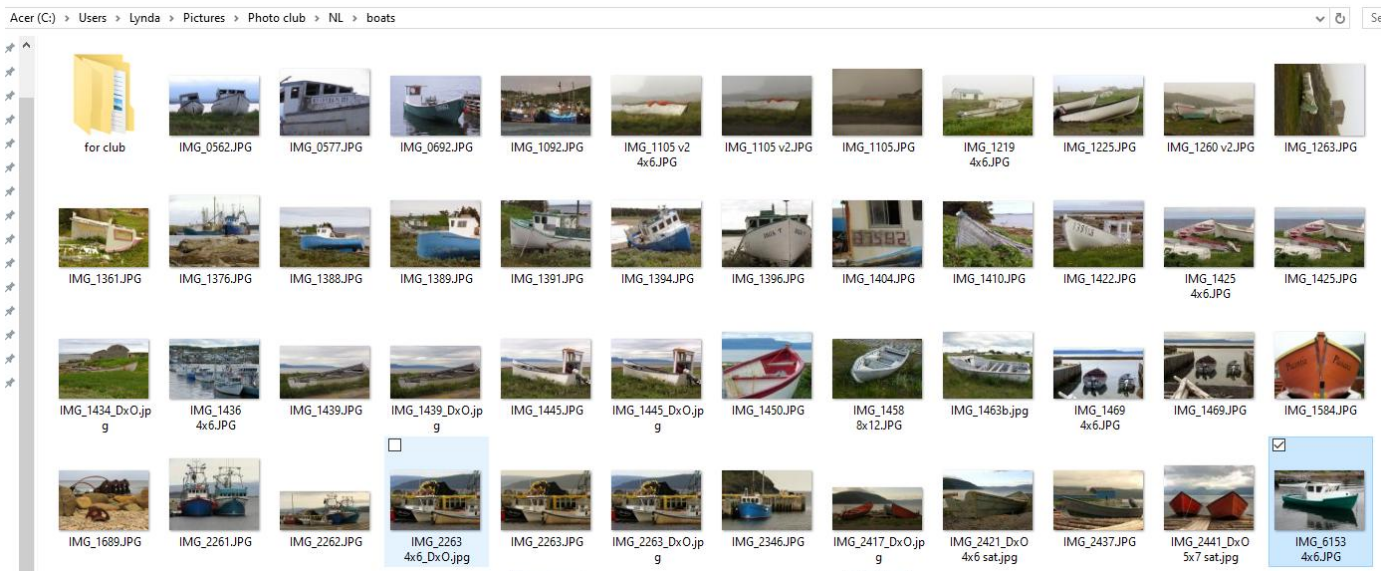 Acer (C:) > Users > Lynda > Pictures > Photo club > NL > boats
for club
IMG_0562.JPG
IMG_0577.JPG
IMG_0692.JPG
IMG_1092.JPG
IMG_1105 v2
4x6.JPG
IMG_1105 v2.JPG
IMG_1105.JPG
IMG_1219
4x6.JPG
IMG_1225.JPG
IMG_1260 v2.JPG
IMG_1263.JPG
IMG_1361.JPG
IMG_1376.JPG
IMG_1388.JPG
IMG_1389.JPG
IMG_1391.JPG
IMG_1394.JPG
IMG_1396.JPG
IMG_1404.JPG
IMG_1410.JPG
IMG_1422.JPG
IMG_1425
4x6.JPG
IMG_1425.JPG
IMG_1434_DxO.jp
g
IMG_1436
4x6.JPG
IMG_1439.JPG
IMG_1439_DxO.jp
g
IMG_1445.JPG
IMG_1445_DxO.jp
g
IMG_1450.JPG
IMG_1458
8x12.JPG
IMG_1463b.jpg
IMG_1469
4x6.JPG
IMG_1469.JPG
IMG_1584.JPG
IMG_1689.JPG
IMG_2261.JPG
IMG_2262.JPG
IMG_2263
4x6_DxO.jpg
IMG_2263.JPG
IMG_2263_DxO.jp
g
IMG_2346.JPG
IMG_2417_DxO.jp
g
IMG_2421_DxO
4x6 sat.jpg
IMG_2437.JPG
IMG_2441_DxO
5x7 sat.jpg
IMG_6153
4x6.JPG